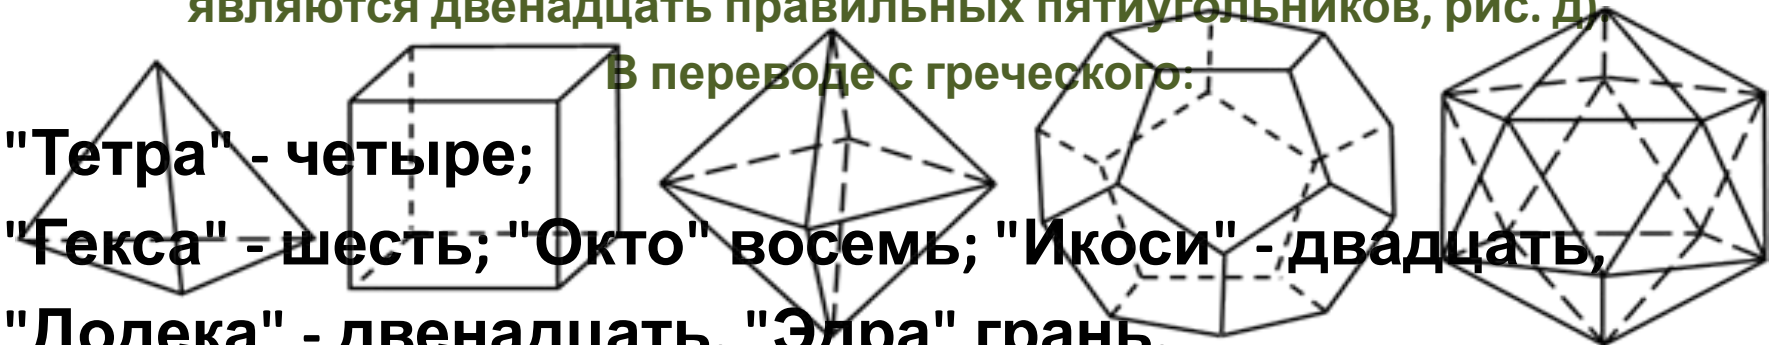 являются двенадцать правильных пятиугольников, рис. д).
В переводе с греческого:
"Тетра" - четыре;
"Гекса" - шесть; "Окто" восемь; "Икоси" - двадцать,
"Додека" - двенадцать, "Эдра" грань.